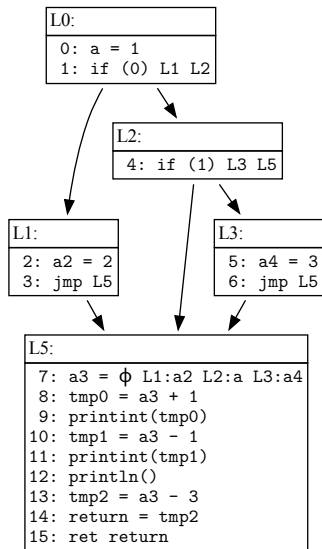 L0:
0: a = 1
1: if (0) L1 L2
L2:
4: if (1) L3 L5
L1:
2: a2 = 2
3: jmp L5
L3:
5: a4 = 3
6: jmp L5
L5:
7: a3 = ϕ L1:a2 L2:a L3:a4
8: tmp0 = a3 + 1
9: printint(tmp0)
10: tmp1 = a3 - 1
11: printint(tmp1)
12: println()
13: tmp2 = a3 - 3
14: return = tmp2
15: ret return